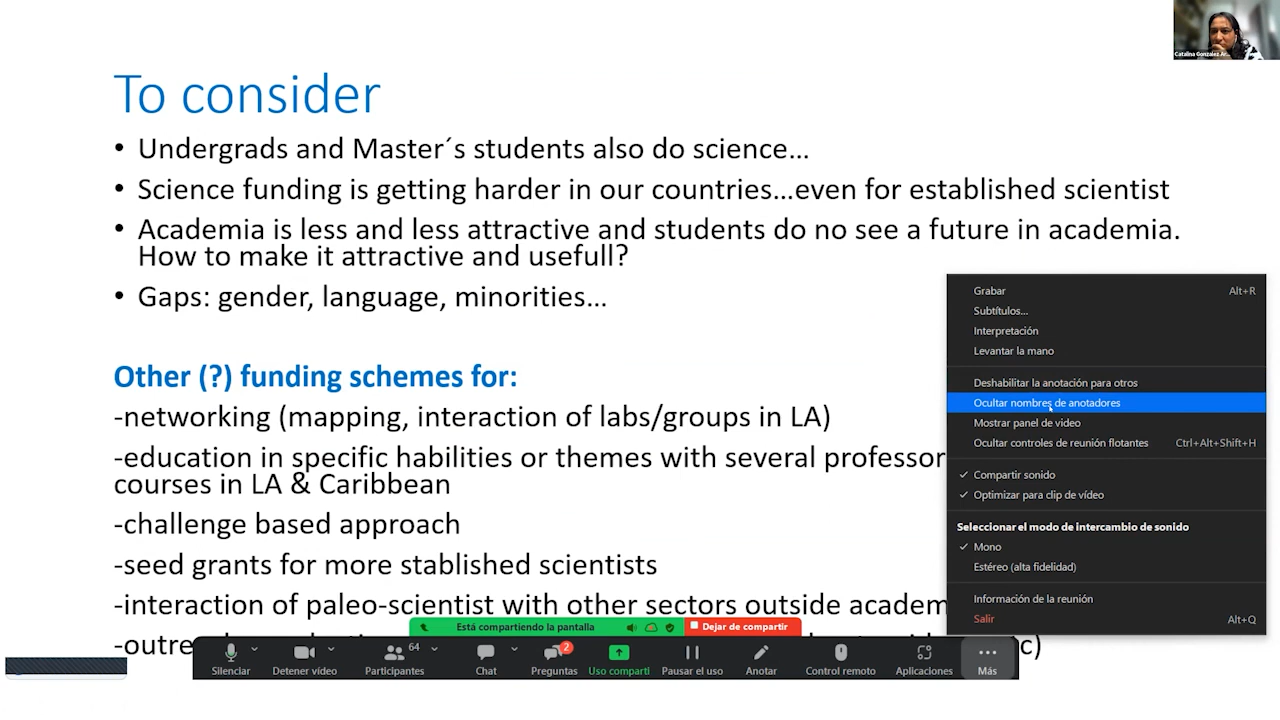 Catalina Gonzalez Ar...
To consider
• Undergrads and Master´s students also do science...
• Science funding is getting harder in our countries...even for established scientist
• Academia is less and less attractive and students do no see a future in academia.
How to make it attractive and usefull?
• Gaps: gender, language, minorities...
Other (?) funding schemes for:
-networking (mapping, interaction of labs/groups in LA)
-education in specific habilities or themes with several professor
courses in LA & Caribbean
-challenge based approach
-seed grants for more stablished scientists
-interaction of paleo-scientist with other sectors outside academ
Grabar Alt+R
Subtítulos...
Interpretación
Levantar la mano
Deshabilitar la anotación para otros
Ocultar nombres de anotadores
Mostrar panel de video
Ocultar controles de reunión flotantes Ctrl+Alt+Shift+H
✓ Compartir sonido
✓ Optimizar para clip de vídeo
Seleccionar el modo de intercambio de sonido
✓ Mono
Estéreo (alta fidelidad)
Información de la reunión
Salir Alt+Q
Está compartiendo la pantalla Dejar de compartir
64 2
Silenciar Detener vídeo Participantes Chat Preguntas Uso comparti Pausar el uso Anotar Control remoto Aplicaciones Más